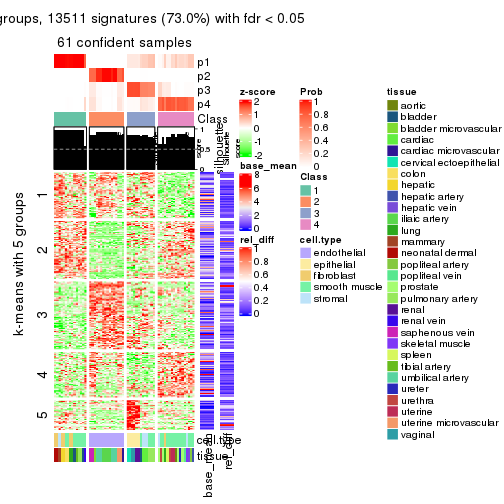 groups, 13511 signatures (73.0%) with fdr < 0.05
61 confident samples
p1
p2
p3
p4
Class
1
0.5
0
silhouette
score
k-means with 5 groups
1
2
3
4
5
cell.type
tissue
base_mean
rel_diff
z-score
2
1
0
-1
-2
base_mean
8
6
4
2
0
rel_diff
1
0.8
0.6
0.4
0.2
0
Prob
1
0.8
0.6
0.4
0.2
0
Class
1
2
3
4
cell.type
endothelial
epithelial
fibroblast
smooth muscle
stromal
tissue
aortic
bladder
bladder microvascular
cardiac
cardiac microvascular
cervical ectoepithelial
colon
hepatic
hepatic artery
hepatic vein
iliac artery
lung
mammary
neonatal dermal
popliteal artery
popliteal vein
prostate
pulmonary artery
renal
renal vein
saphenous vein
skeletal muscle
spleen
tibial artery
umbilical artery
ureter
urethra
uterine
uterine microvascular
vaginal